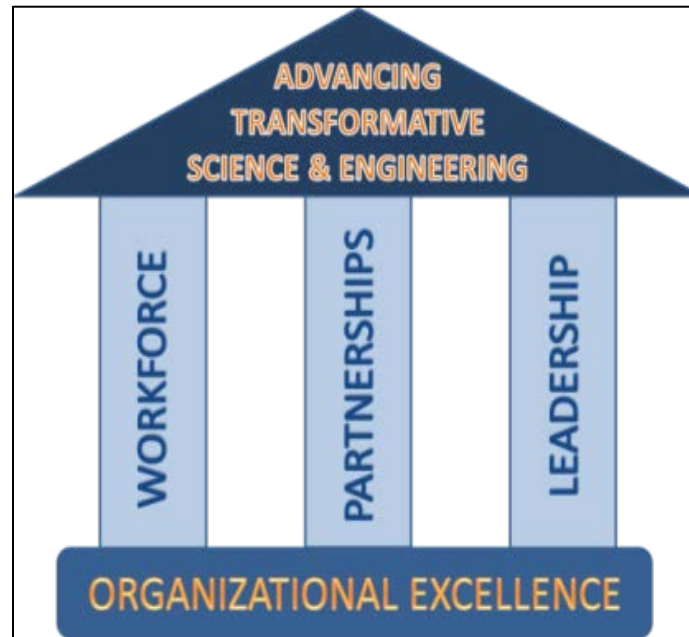 ADVANCING
TRANSFORMATIVE
SCIENCE & ENGINEERING
WORKFORCE
PARTNERSHIPS
LEADERSHIP
ORGANIZATIONAL EXCELLENCE